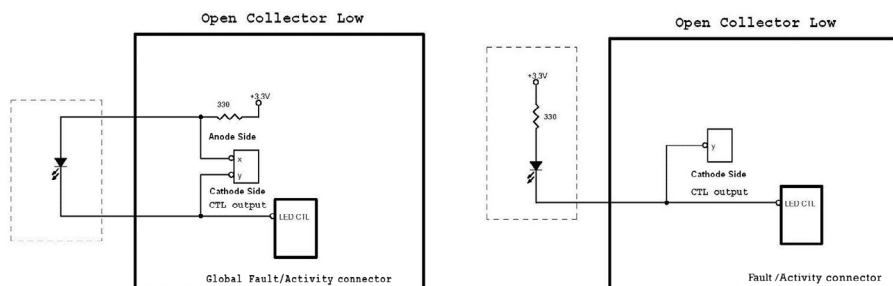 Open Collector Low
+3.3V
330
Anode Side
x
y
Cathode Side
CTL output
LED CTL
Global Fault/Activity connector
Open Collector Low
+3.3V
330
y
Cathode Side
CTL output
LED CTL
Fault /Activity connector